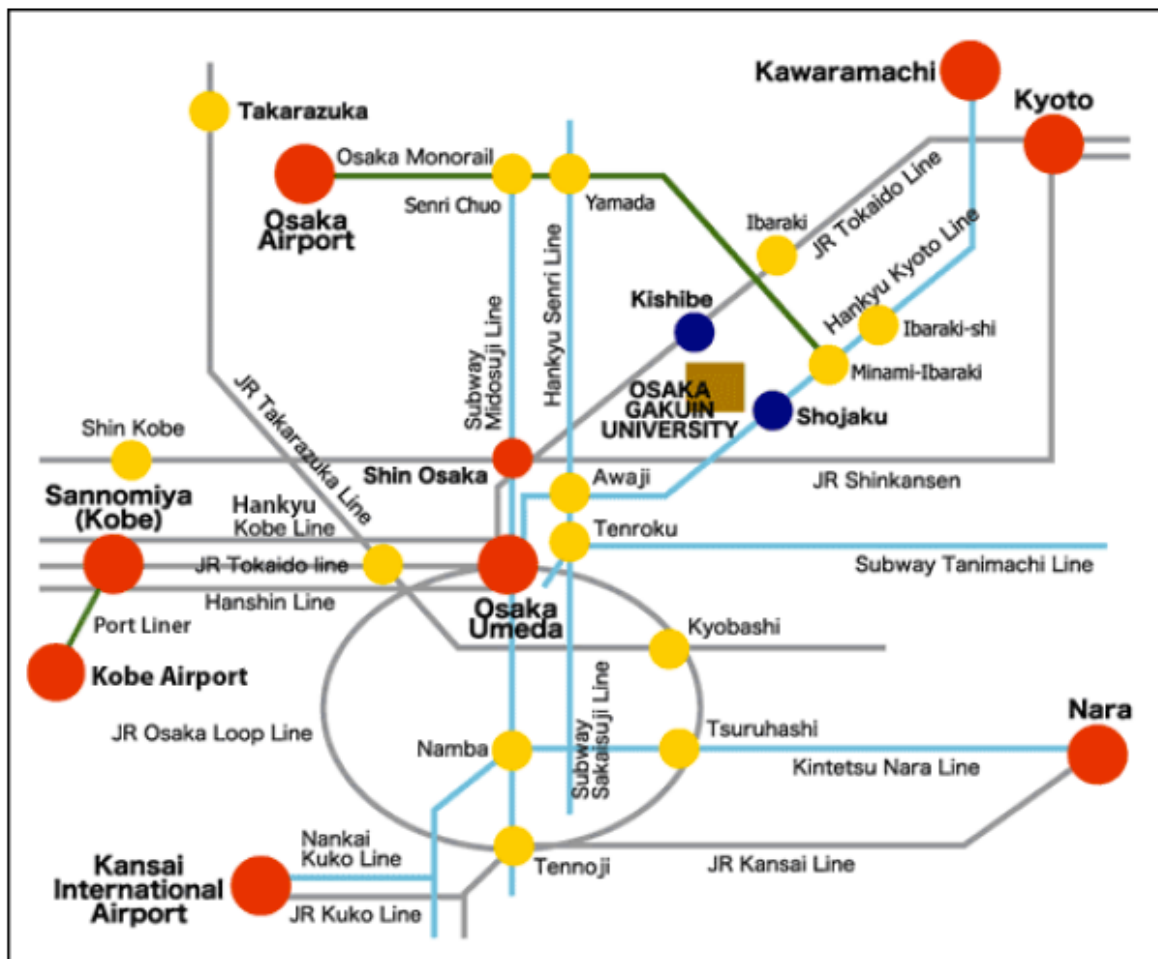 Kawaramachi
Kyoto
Takarazuka
Osaka Monorail
Osaka
Airport
Senri Chuo
Yamada
Ibaraki
JR Tokaido Line
Hankyu Kyoto Line
Hankyu Senri Line
Subway
Midosuji Line
Kishibe
Ibaraki-shi
Minami-Ibaraki
OSAKA
GAKUIN
UNIVERSITY
Shojaku
JR Takarazuka Line
Shin Kobe
Shin Osaka
Awaji
JR Shinkansen
Sannomiya
(Kobe)
Hankyu
Kobe Line
Tenroku
JR Tokaido line
Subway Tanimachi Line
Hanshin Line
Osaka
Umeda
Port Liner
Kyobashi
Kobe Airport
JR Osaka Loop Line
Namba
Subway
Sakaisuji Line
Tsuruhashi
Nara
Kintetsu Nara Line
Nankai
Kuko Line
Kansai
International
Airport
Tennoji
JR Kansai Line
JR Kuko Line